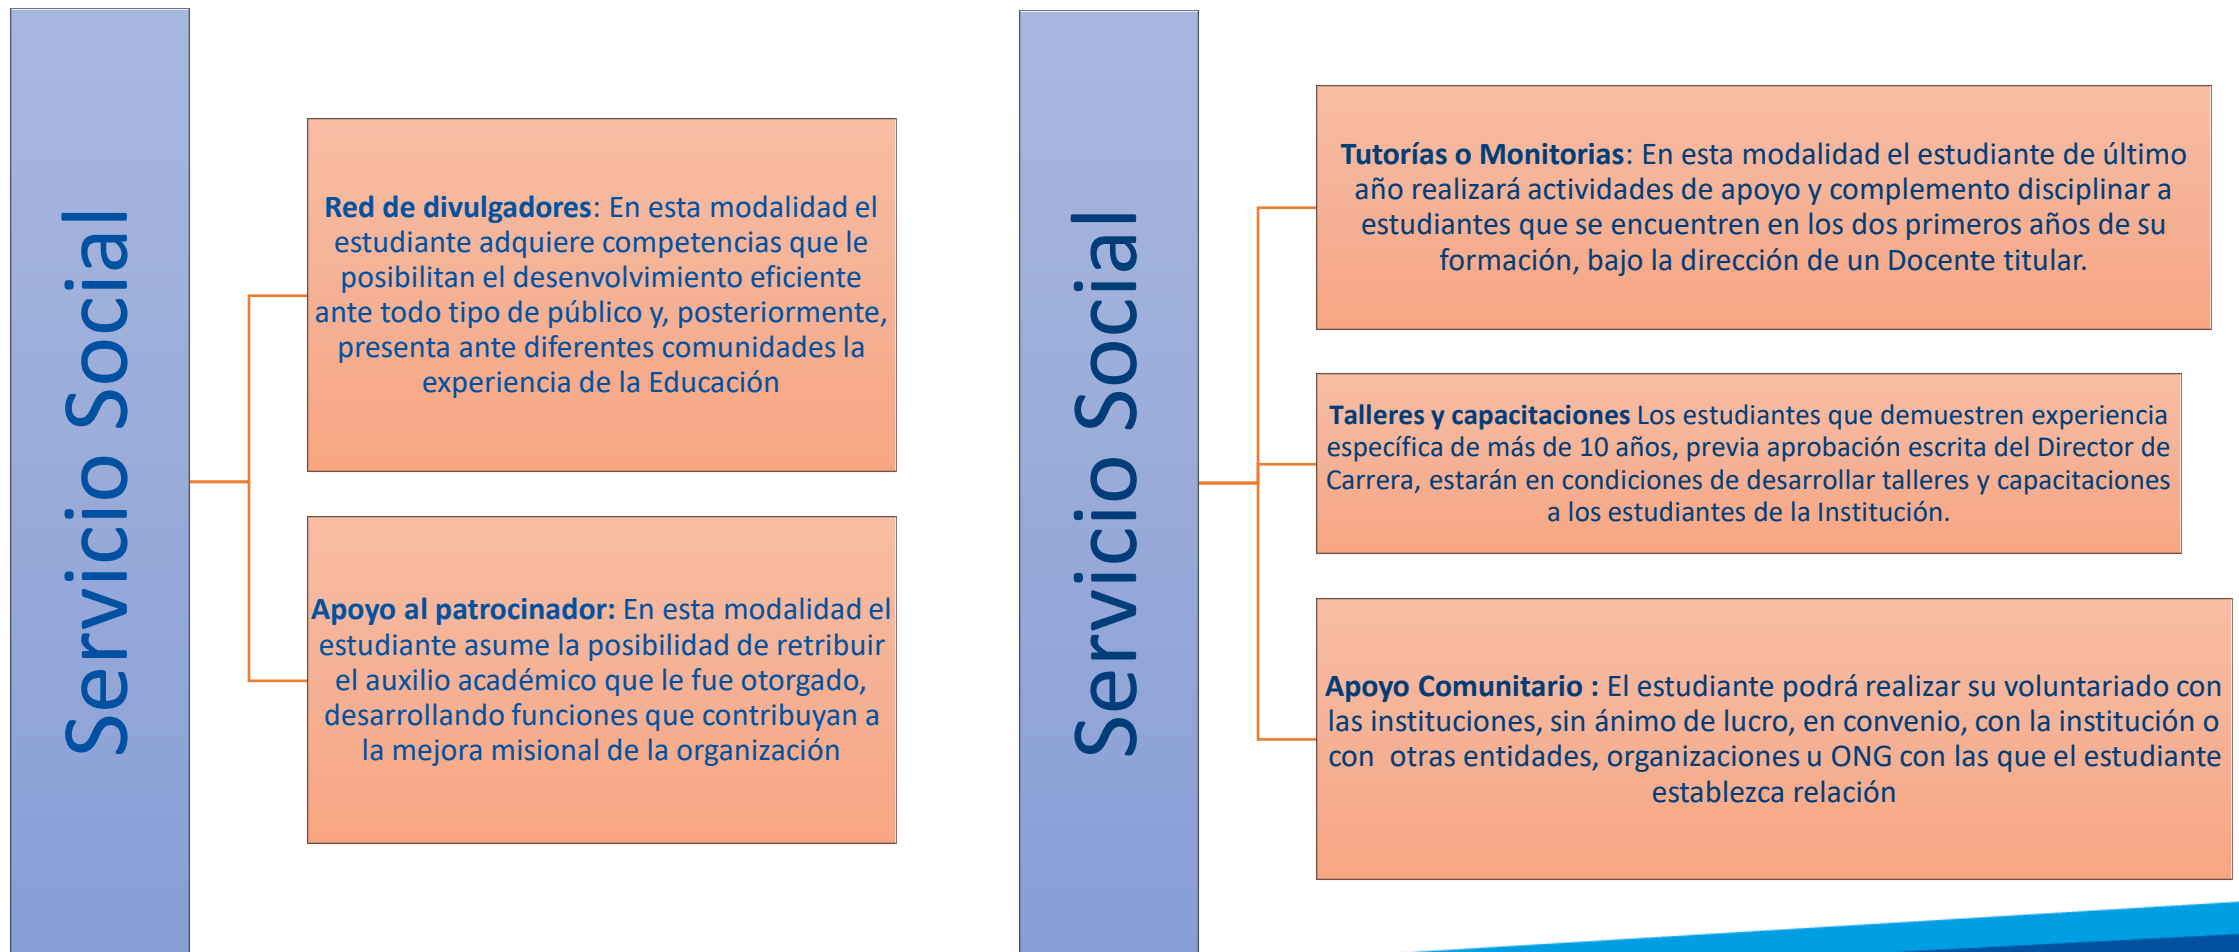 Servicio Social
Red de divulgadores: En esta modalidad el
estudiante adquiere competencias que le
posibilitan el desenvolvimiento eficiente
ante todo tipo de público y, posteriormente,
presenta ante diferentes comunidades la
experiencia de la Educación
Apoyo al patrocinador: En esta modalidad el
estudiante asume la posibilidad de retribuir
el auxilio académico que le fue otorgado,
desarrollando funciones que contribuyan a
la mejora misional de la organización
Servicio Social
Tutorías o Monitorias: En esta modalidad el estudiante de último
año realizará actividades de apoyo y complemento disciplinar a
estudiantes que se encuentren en los dos primeros años de su
formación, bajo la dirección de un Docente titular.
Talleres y capacitaciones Los estudiantes que demuestren experiencia
específica de más de 10 años, previa aprobación escrita del Director de
Carrera, estarán en condiciones de desarrollar talleres y capacitaciones
a los estudiantes de la Institución.
Apoyo Comunitario : El estudiante podrá realizar su voluntariado con
las instituciones, sin ánimo de lucro, en convenio, con la institución o
con otras entidades, organizaciones u ONG con las que el estudiante
establezca relación